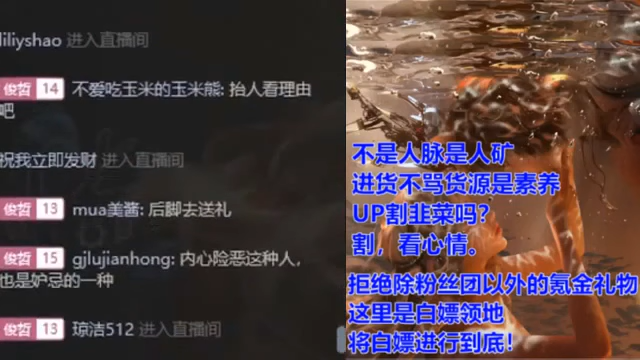 liliyshao 进入直播间
俊哲 14 不爱吃玉米的玉米熊: 抬人看理由
吧
祝我立即发财 进入直播间
俊哲 13 mua美酱: 后脚去送礼
俊哲 15 gjlujianhong: 内心险恶这种人,
也是妒忌的一种
俊哲 13 琼洁512 进入直播间
不是人脉是人矿
进货不骂货源是素养
UP割韭菜吗?
割，看心情。
拒绝除粉丝团以外的氪金礼物
这里是白嫖领地
将白嫖进行到底!